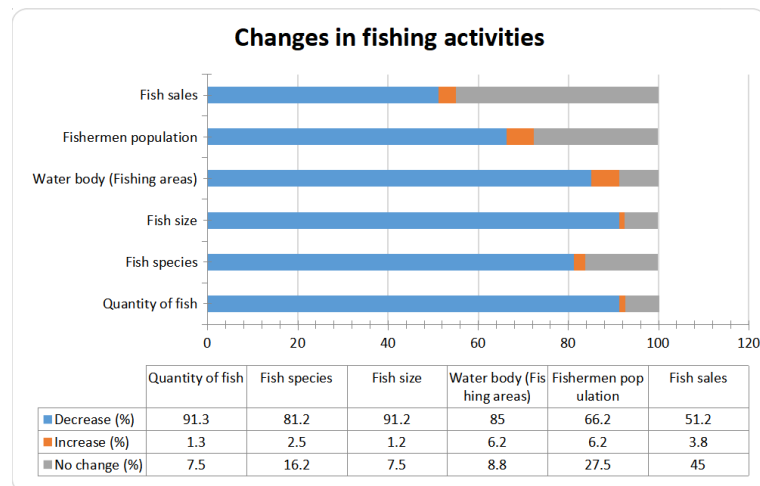 Changes in fishing activities
Fish sales
Fishermen population
Water body (Fishing areas)
Fish size
Fish species
Quantity of fish
0 20 40 60 80 100 120
Quantity of fish Fish species Fish size Water body (Fis Fishermen pop Fish sales
hing areas) ulation
Decrease (%) 91.3 81.2 91.2 85 66.2 51.2
Increase (%) 1.3 2.5 1.2 6.2 6.2 3.8
No change (%) 7.5 16.2 7.5 8.8 27.5 45